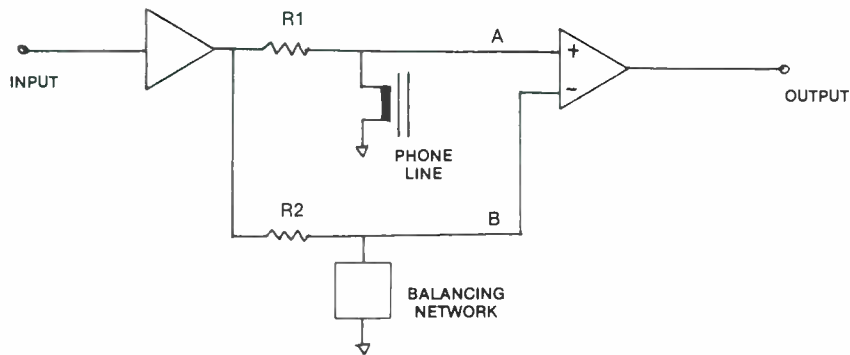 R1
A
+
INPUT
-
OUTPUT
PHONE
LINE
R2
B
BALANCING
NETWORK